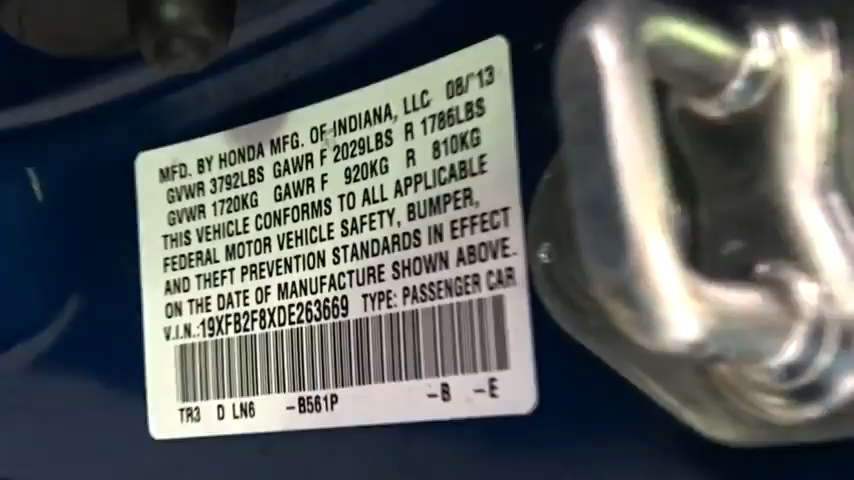 MFD. BY HONDA MFG. OF INDIANA, LLC 08/'13
GVWR 3792LBS GAWR F 2029LBS R 1786LBS
GVWR 1720KG GAWR F 920KG R 810KG
THIS VEHICLE CONFORMS TO ALL APPLICABLE
FEDERAL MOTOR VEHICLE SAFETY, BUMPER,
AND THEFT PREVENTION STANDARDS IN EFFECT
ON THE DATE OF MANUFACTURE SHOWN ABOVE.
V.I.N.:19XFB2F8XDE263669 TYPE: PASSENGER CAR
TR3 D LN6 -B561P -B -E